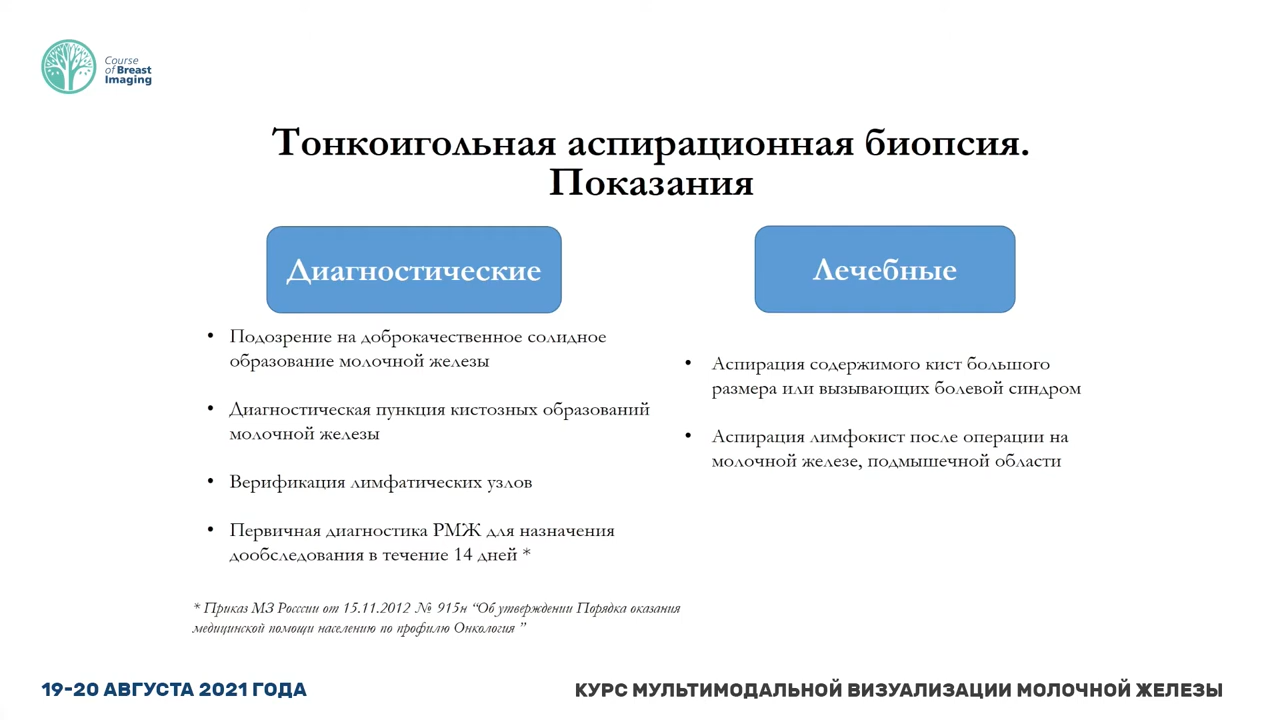 Course
of Breast
Imaging
Тонкоигольная аспирационная биопсия.
Показания
Диагностические
• Подозрение на доброкачественное солидное
образование молочной железы
• Диагностическая пункция кистозных образований
молочной железы
• Верификация лимфатических узлов
• Первичная диагностика РМЖ для назначения
дообследования в течение 14 дней *
Лечебные
• Аспирация содержимого кист большого
размера или вызывающих болевой синдром
• Аспирация лимфокист после операции на
молочной железе, подмышечной области
* Приказ МЗ Росссии от 15.11.2012 № 915н “Об утверждении Порядка оказания
медицинской помощи населению по профилю Онкология ”
19-20 АВГУСТА 2021 ГОДА
КУРС МУЛЬТИМОДАЛЬНОЙ ВИЗУАЛИЗАЦИИ МОЛОЧНОЙ ЖЕЛЕЗЫ